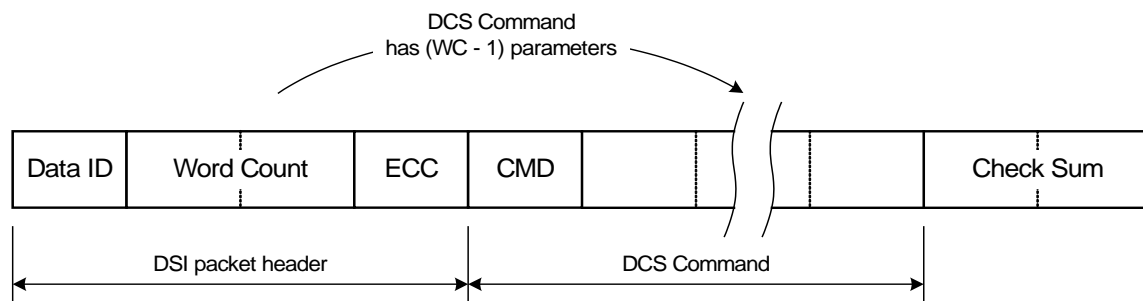 DCS Command
has (WC - 1) parameters
Data ID Word Count ECC CMD Check Sum
DSI packet header DCS Command